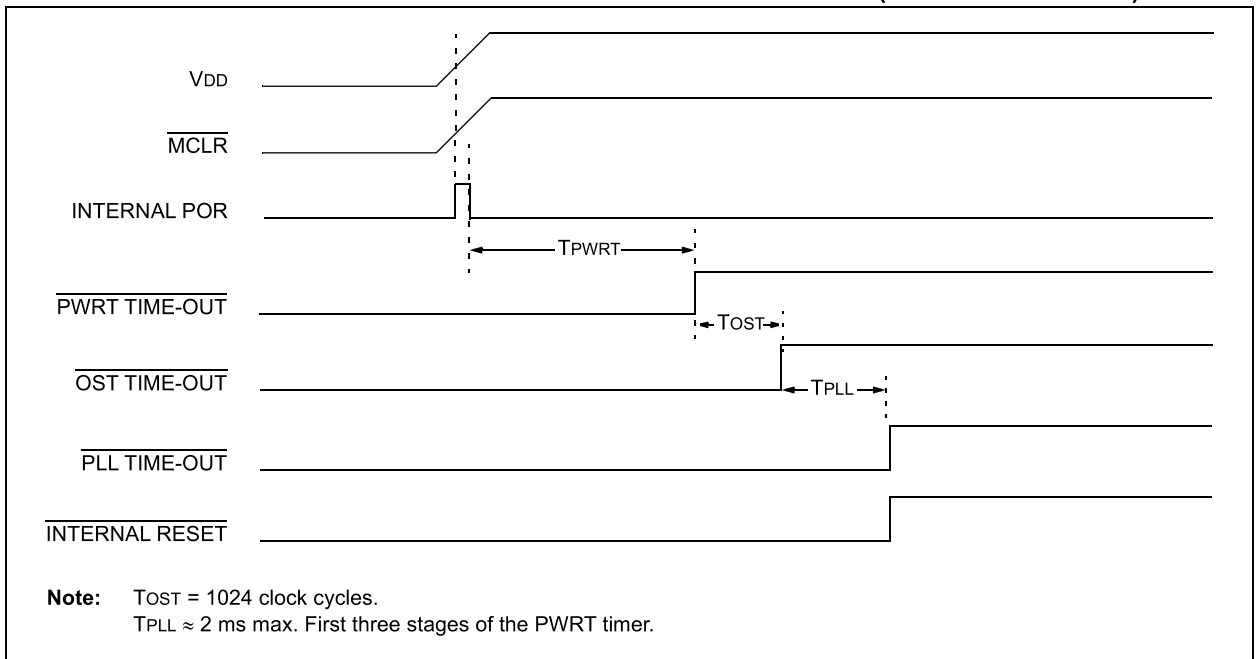 VDD
MCLR
INTERNAL POR
TPWRT
PWRT TIME-OUT
TOST
OST TIME-OUT
TPLL
PLL TIME-OUT
INTERNAL RESET
Note: TOST = 1024 clock cycles.
TPLL ≈ 2 ms max. First three stages of the PWRT timer.